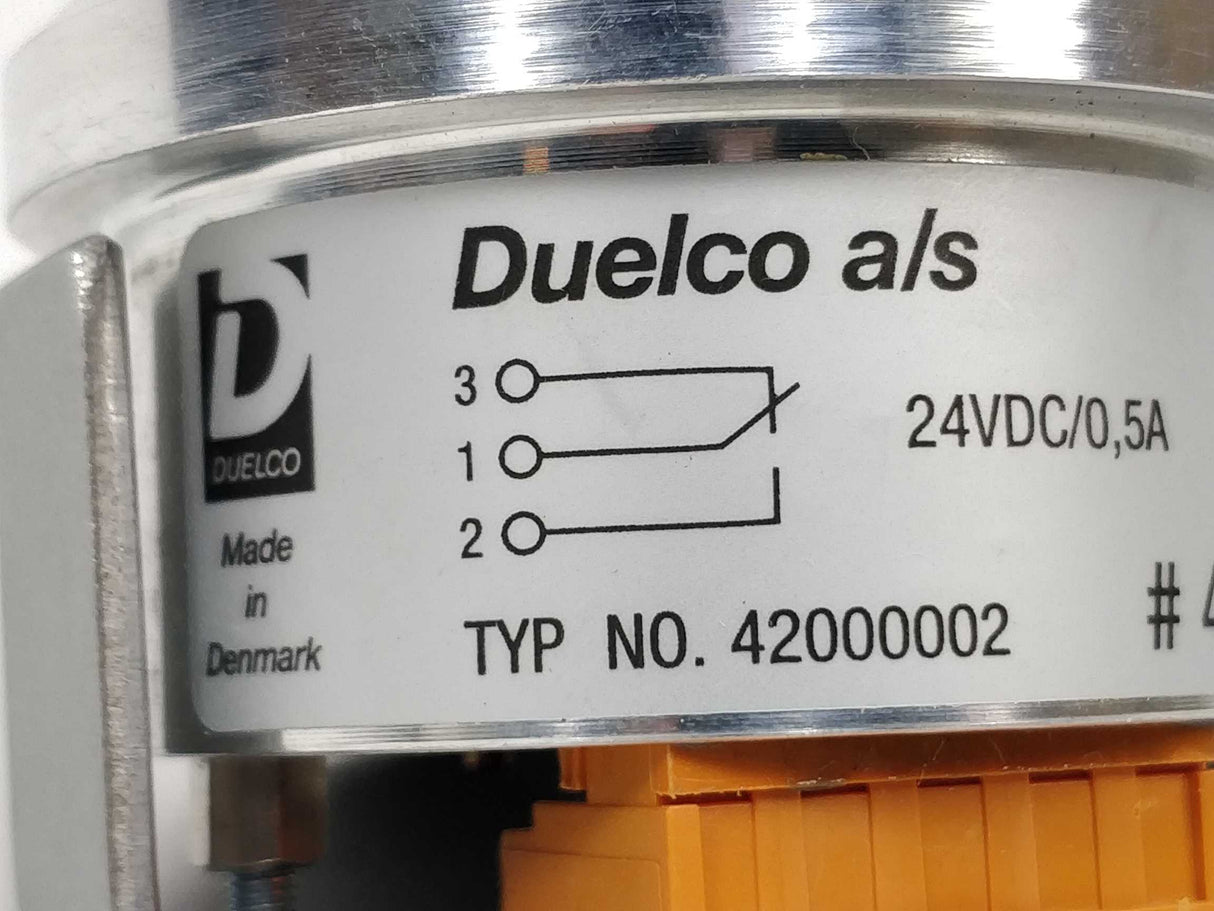 Duelco a/s
D
DUELCO
Made
in
Denmark
3
1
2
24VDC/0,5A
TYP NO. 42000002
#